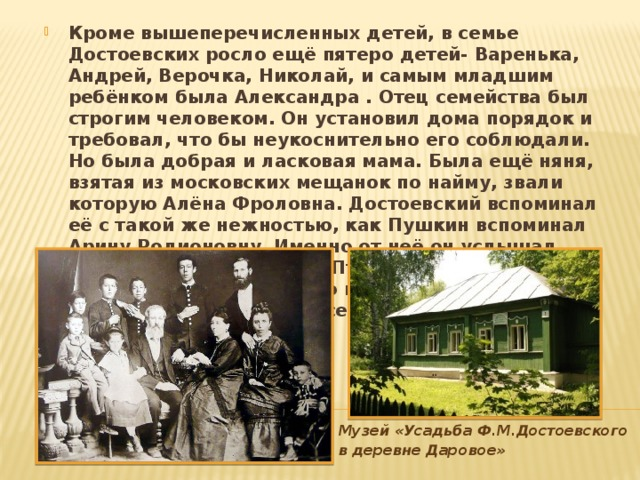 Кроме вышеперечисленных детей, в семье
Достоевских росло ещё пятеро детей- Варенька,
Андрей, Верочка, Николай, и самым младшим
ребёнком была Александра . Отец семейства был
строгим человеком. Он установил дома порядок и
требовал, что бы неукоснительно его соблюдали.
Но была добрая и ласковая мама. Была ещё няня,
взятая из московских мещанок по найму, звали
которую Алёна Фроловна. Достоевский вспоминал
её с такой же нежностью, как Пушкин вспоминал
Арину Родионовну. Именно от неё он услышал
Музей «Усадьба Ф.М.Достоевского
в деревне Даровое»